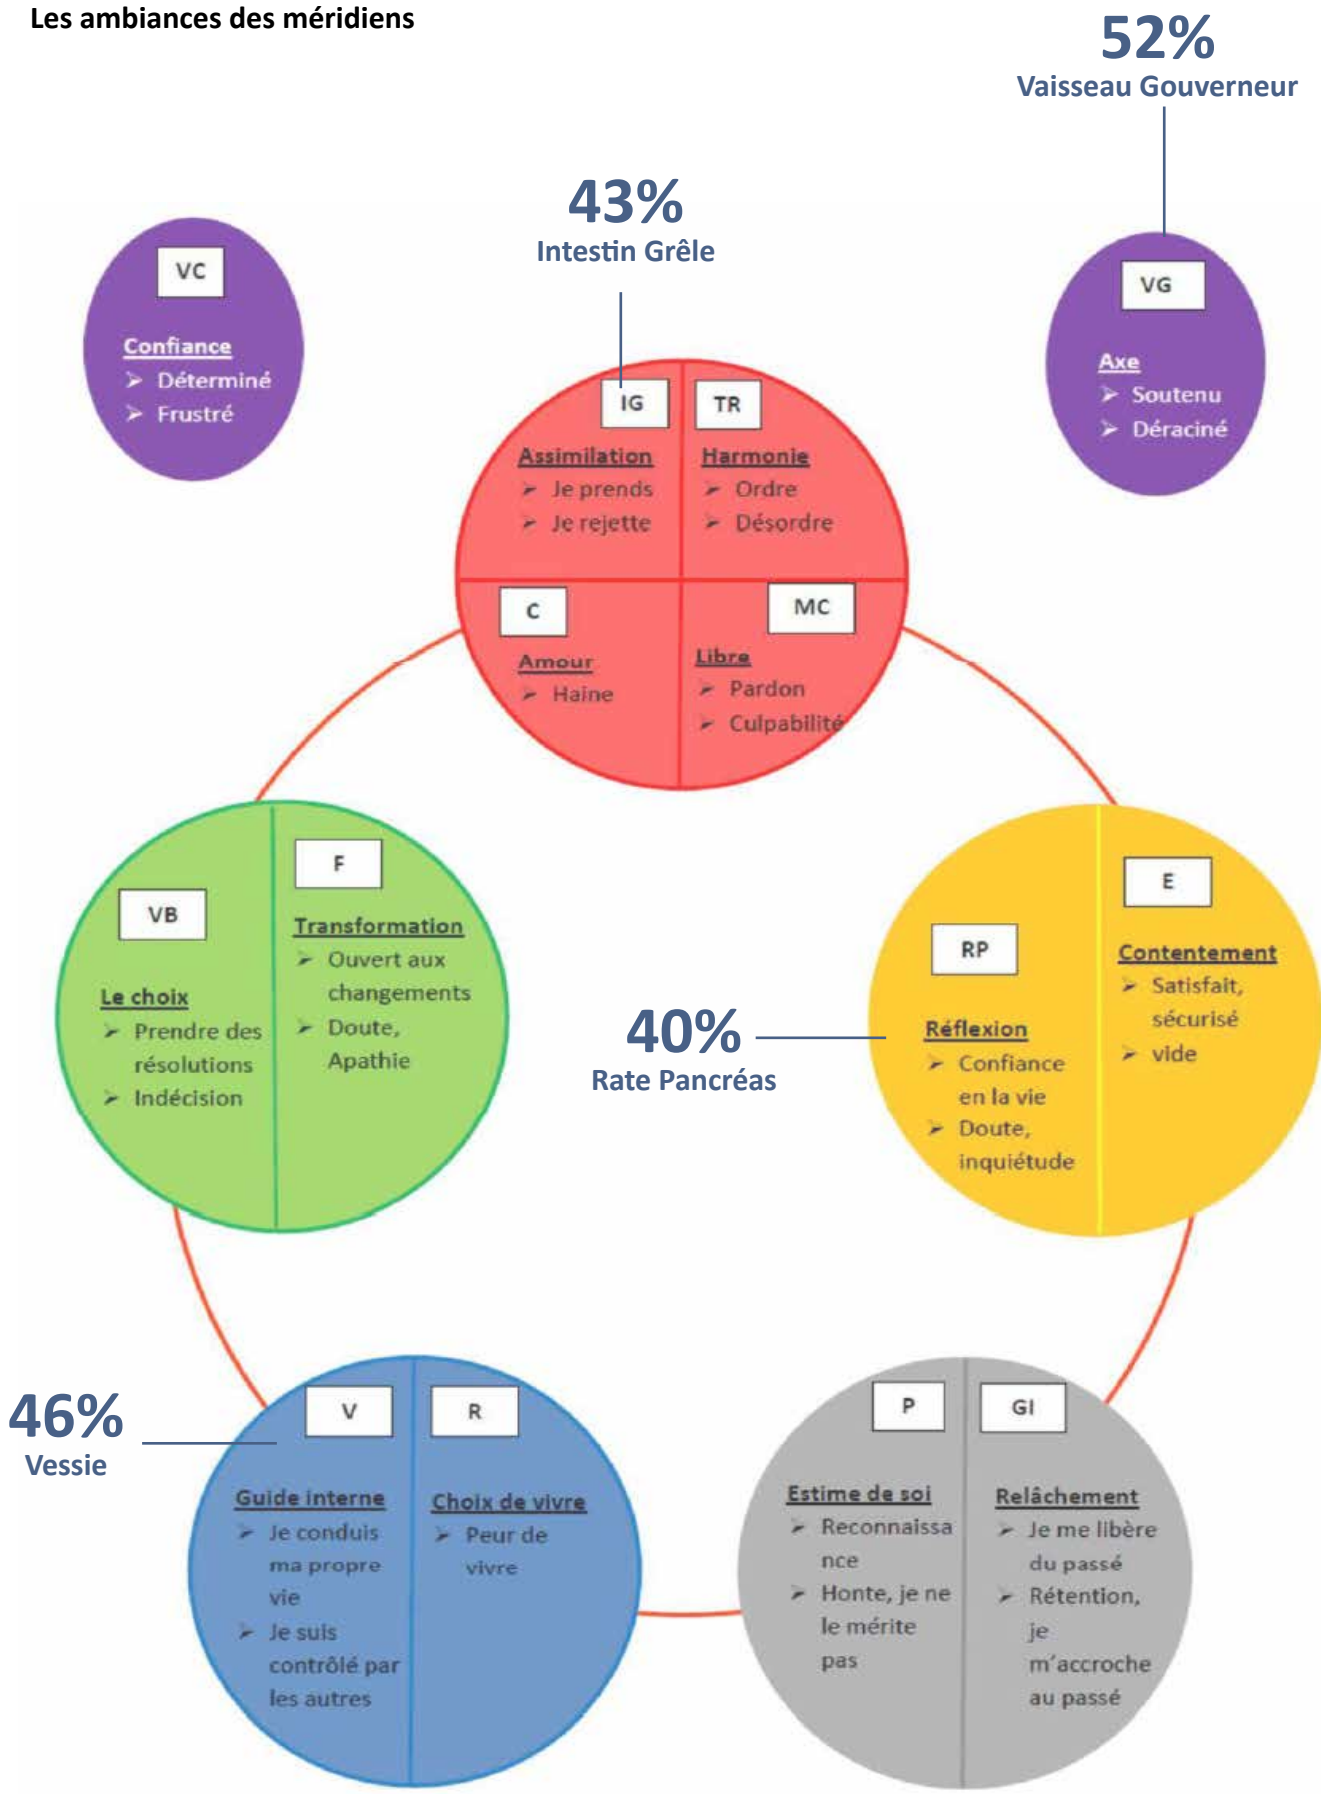 Les ambiances des méridiens
52%
Vaisseau Gouverneur
43%
Intestin Grêle
VC
Confiance
➢ Déterminé
➢ Frustré
VG
Axe
➢ Soutenu
➢ Déraciné
IG
Assimilation
➢ Je prends
➢ Je rejette
TR
Harmonie
➢ Ordre
➢ Désordre
C
Amour
➢ Haine
MC
Libre
➢ Pardon
➢ Culpabilité
VB
Le choix
➢ Prendre des
résolutions
➢ Indécision
F
Transformation
➢ Ouvert aux
changements
➢ Doute,
Apathie
40%
Rate Pancréas
RP
Réflexion
➢ Confiance
en la vie
➢ Doute,
inquiétude
E
Contentement
➢ Satisfait,
sécurisé
➢ vide
46%
Vessie
V
Guide interne
➢ Je conduis
ma propre
vie
➢ Je suis
contrôlé par
les autres
R
Choix de vivre
➢ Peur de
vivre
P
Estime de soi
➢ Reconnaissa
nce
➢ Honte, je ne
le mérite
pas
GI
Relâchement
➢ Je me libère
du passé
➢ Rétention,
je
m'accroche
au passé